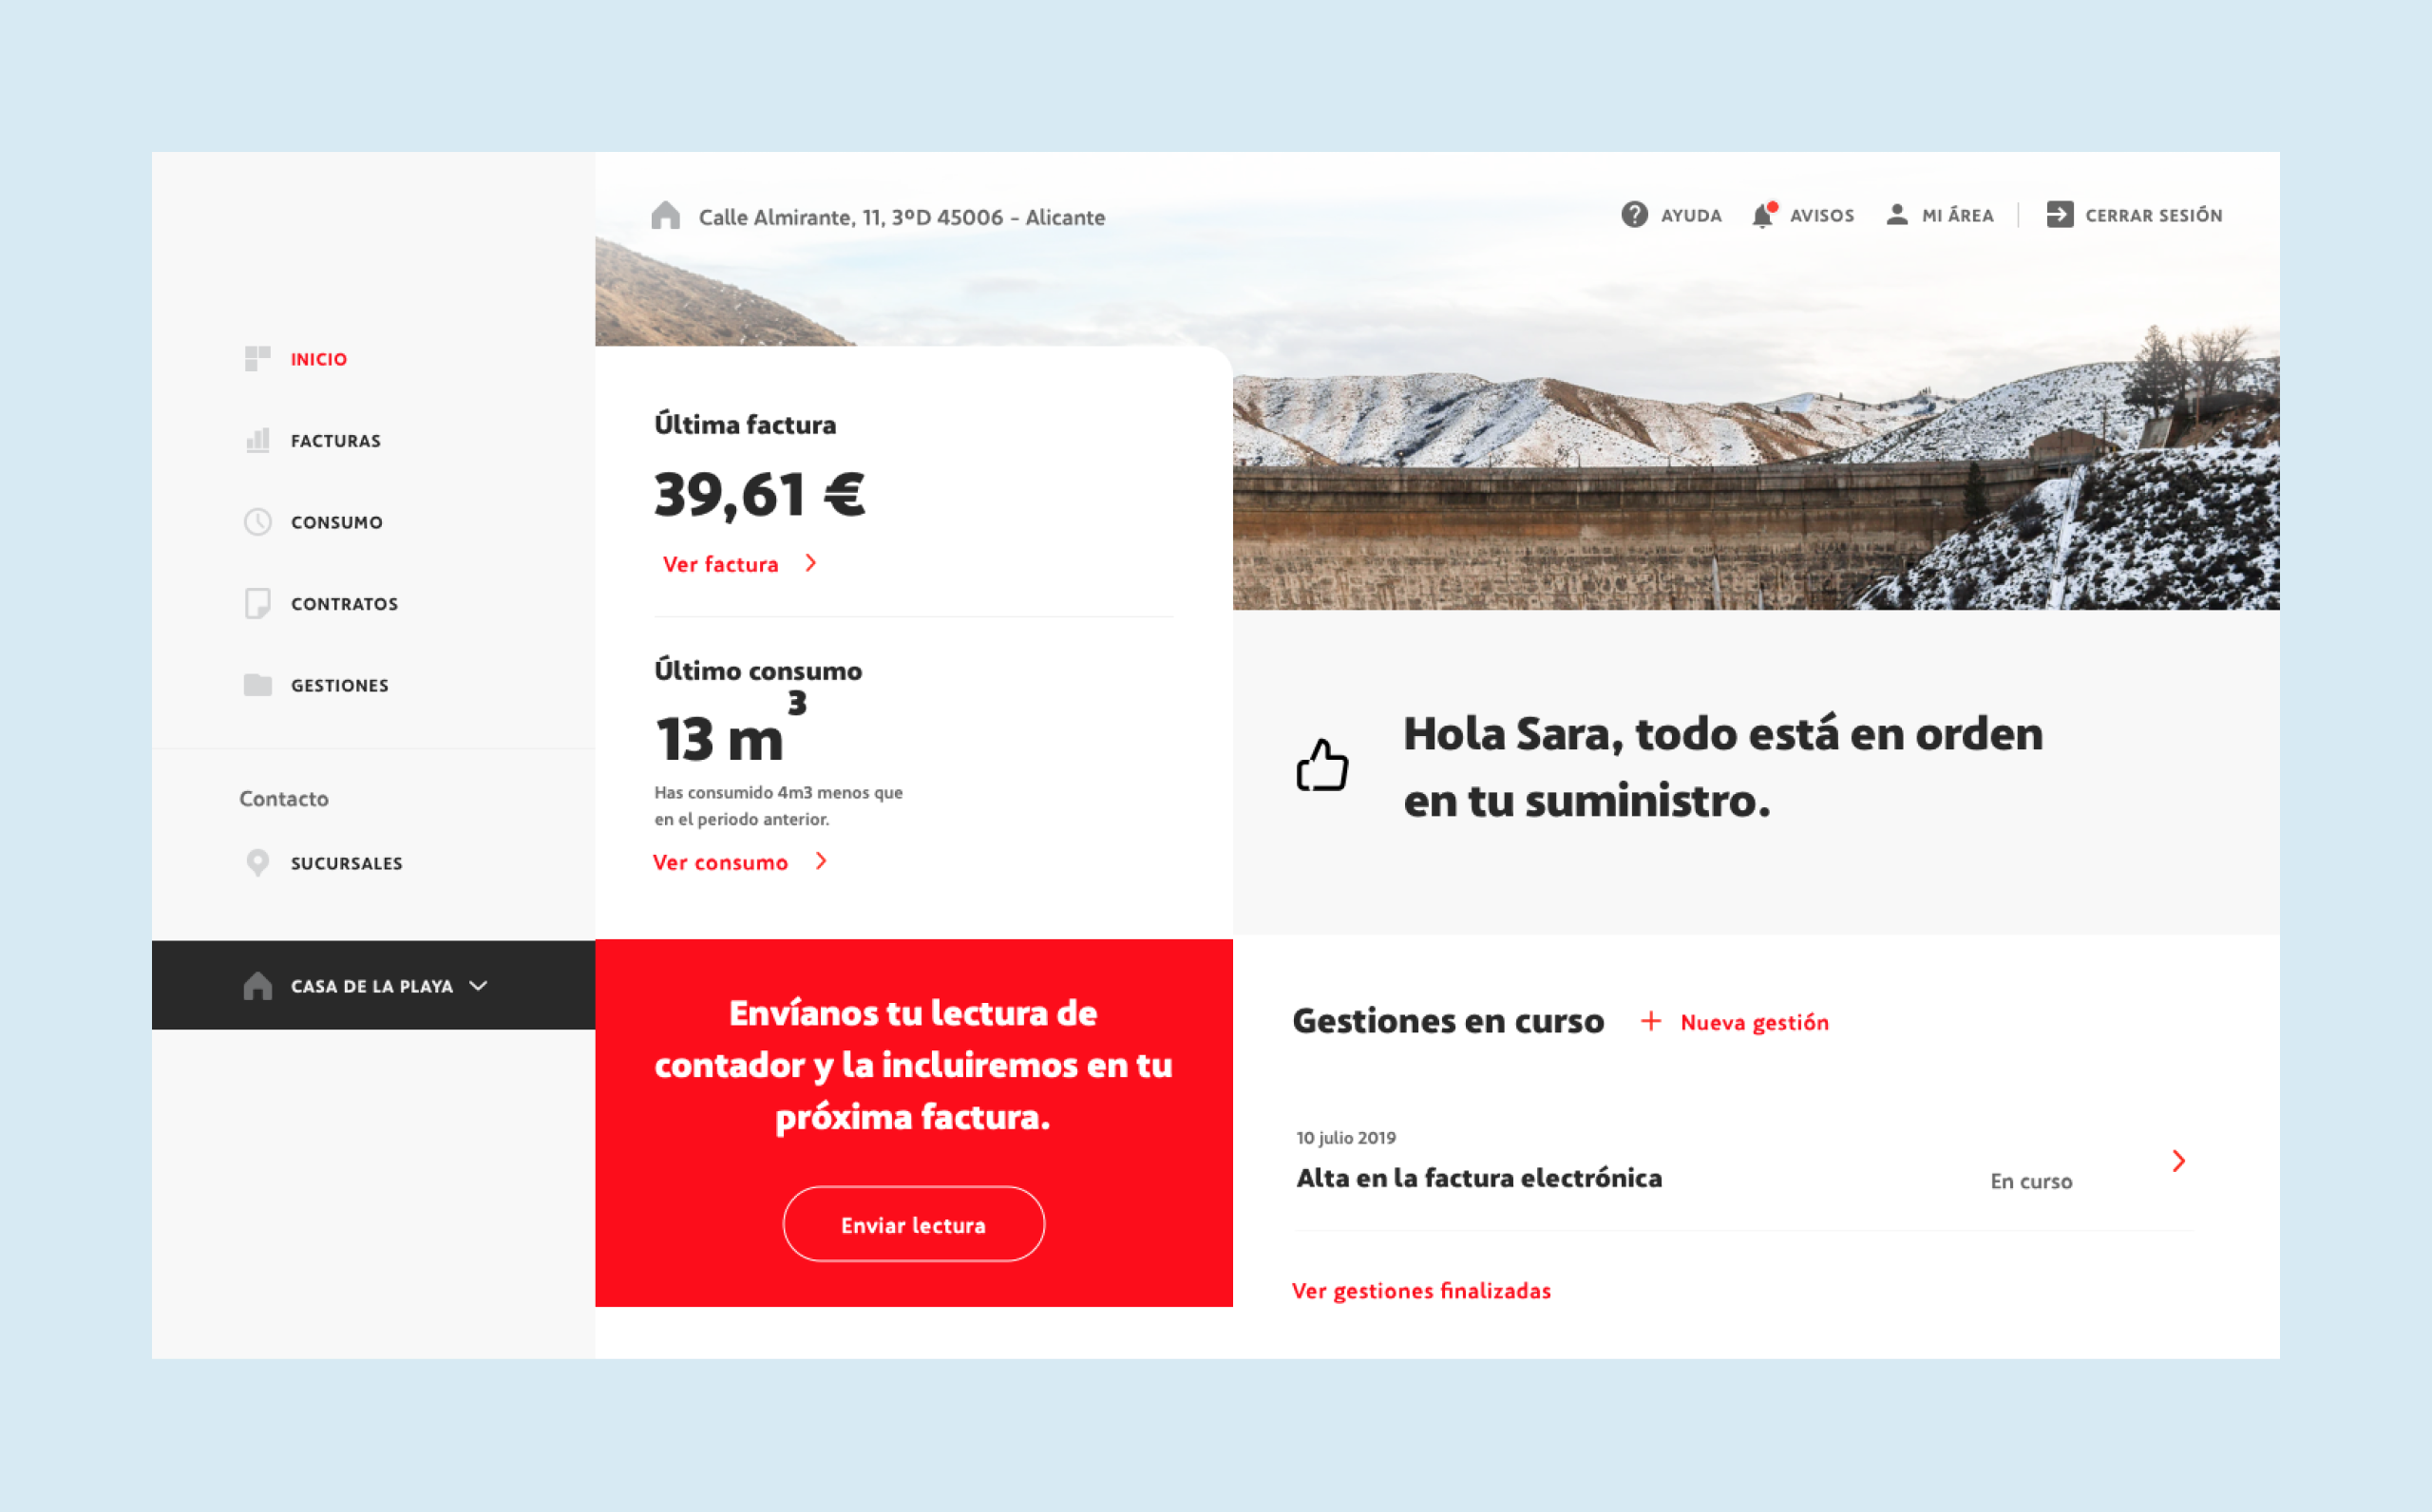 Calle Almirante, 11, 3ºD 45006 - Alicante
AYUDA
AVISOS
MI ÁREA
CERRAR SESIÓN
INICIO
FACTURAS
CONSUMO
CONTRATOS
GESTIONES
Contacto
SUCURSALES
CASA DE LA PLAYA
Última factura
39,61 €
Ver factura
Último consumo
13 m³
Has consumido 4m3 menos que
en el periodo anterior.
Ver consumo
Envíanos tu lectura de
contador y la incluiremos en tu
próxima factura.
Enviar lectura
Hola Sara, todo está en orden
en tu suministro.
Gestiones en curso
Nueva gestión
10 julio 2019
Alta en la factura electrónica
En curso
Ver gestiones finalizadas